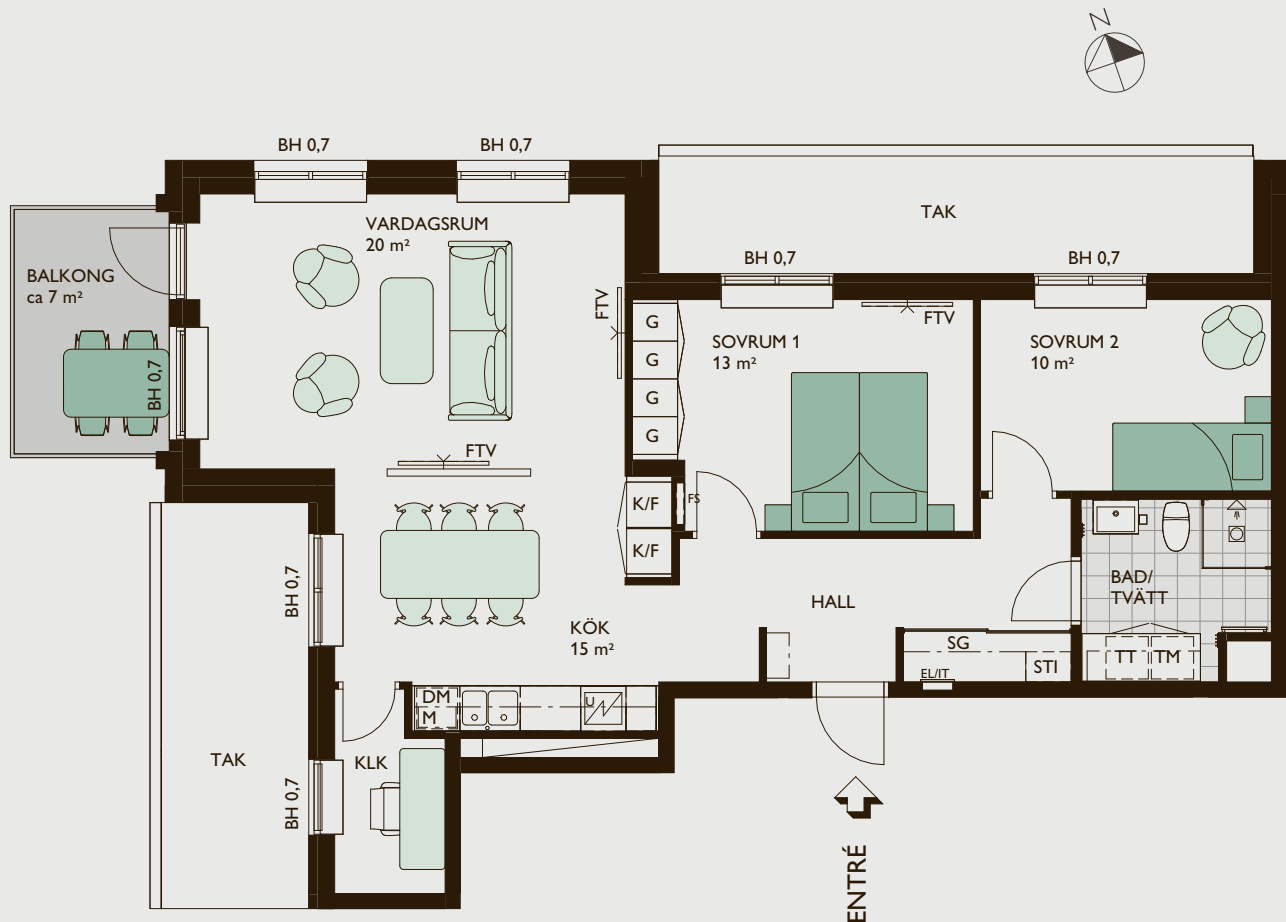 N
BH 0,7
BH 0,7
TAK
VARDAGSRUM
20 m²
BALKONG
ca 7 m²
BH 0,7
BH 0,7
FTV
FTV
BH 0,7
G
G
G
G
SOVRUM 1
13 m²
SOVRUM 2
10 m²
FTV
K/F
K/F
FS
BH 0,7
BAD/
TVÄTT
HALL
KÖK
15 m²
SG
STI
EL/IT
TT
TM
DM
M
U
TAK
KLK
BH 0,7
ENTRÉ